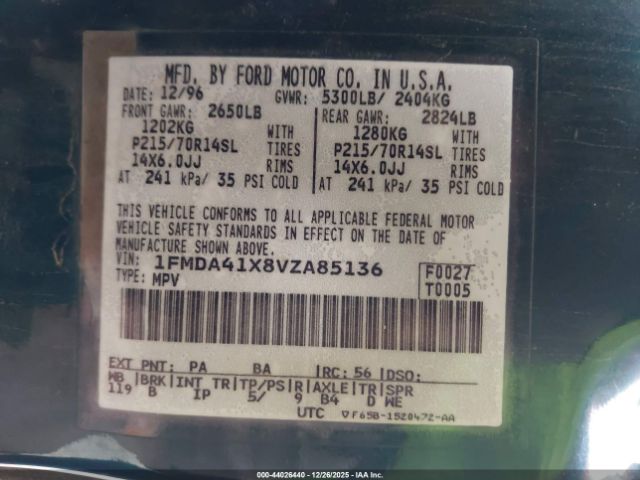 MFD. BY FORD MOTOR CO. IN U.S.A.
DATE: 12/96 GVWR: 5300LB/ 2404KG
FRONT GAWR: 2650LB REAR GAWR: 2824LB
1202KG WITH 1280KG WITH
P215/70R14SL TIRES P215/70R14SL TIRES
14X6.0JJ RIMS 14X6.0JJ RIMS
AT 241 kPa/ 35 PSI COLD AT 241 kPa/ 35 PSI COLD
THIS VEHICLE CONFORMS TO ALL APPLICABLE FEDERAL MOTOR
VEHICLE SAFETY STANDARDS IN EFFECT ON THE DATE OF
MANUFACTURE SHOWN ABOVE.
VIN: 1FMDA41X8VZA85136 F0027
TYPE: MPV T0005
EXT PNT: PA BA RC: 56 DSO:
WB BRK INT TR TP/PS R AXLE TR SPR
119 B IP 5/ 9 B4 D WE
UTC ▽F65B-1520472-AA
© 44026440 - 12/26/2025 - IAAI.COM